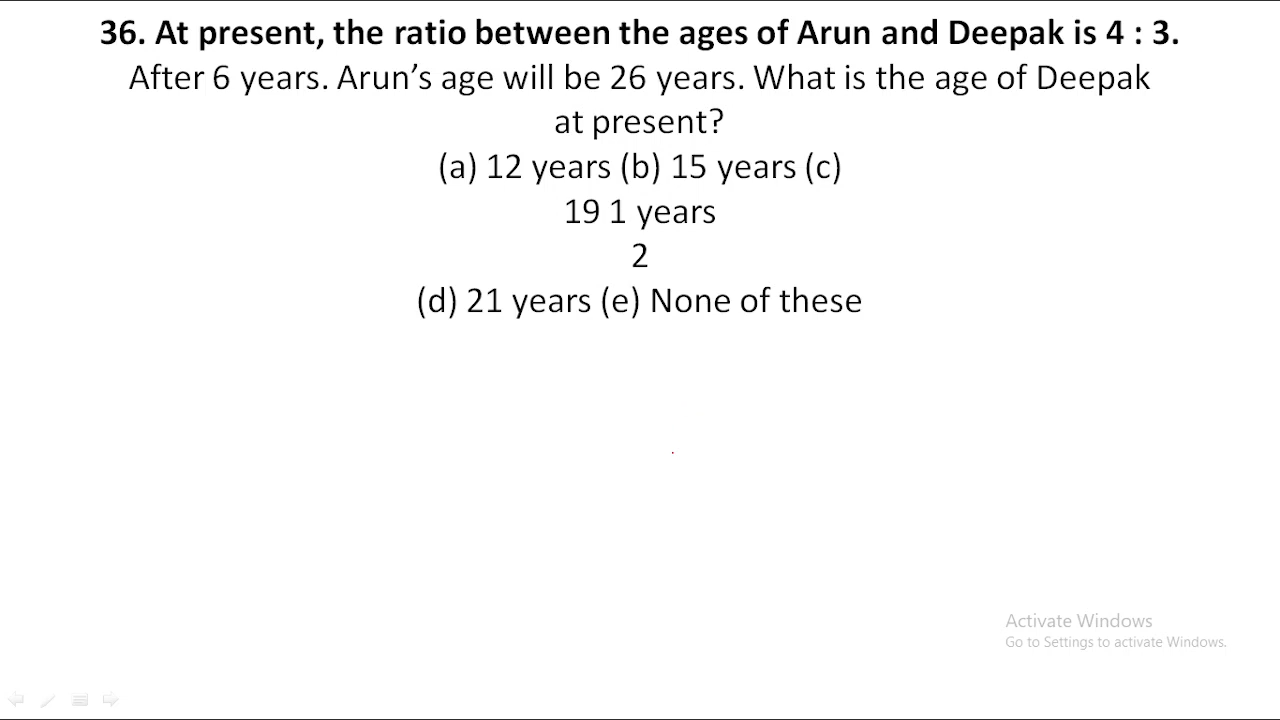 36. At present, the ratio between the ages of Arun and Deepak is 4 : 3.
After 6 years. Arun’s age will be 26 years. What is the age of Deepak
at present?
(a) 12 years (b) 15 years (c)
19 1 years
2
(d) 21 years (e) None of these
Activate Windows
Go to Settings to activate Windows.